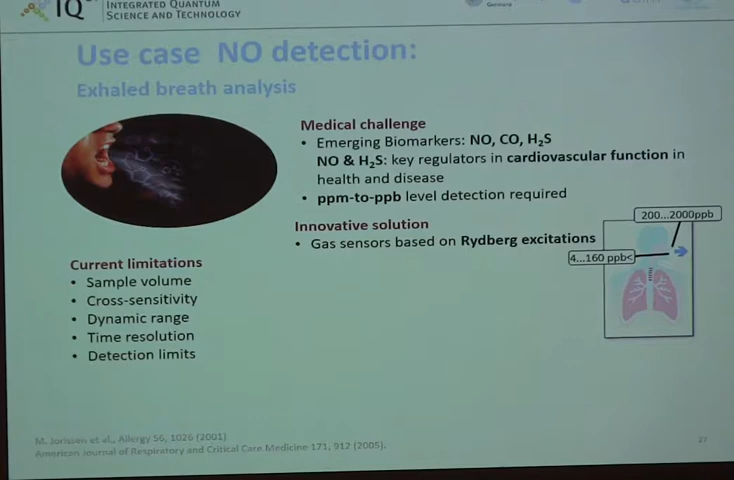 IQ
INTEGRATED QUANTUM
SCIENCE AND TECHNOLOGY
Use case NO detection:
Exhaled breath analysis
Medical challenge
• Emerging Biomarkers: NO, CO, H₂S
NO & H₂S: key regulators in cardiovascular function in
health and disease
• ppm-to-ppb level detection required
Innovative solution
• Gas sensors based on Rydberg excitations
200...2000ppb
4...160 ppb<
Current limitations
• Sample volume
• Cross-sensitivity
• Dynamic range
• Time resolution
• Detection limits
M. Jorissen et al., Allergy 56, 1026 (2001)
American Journal of Respiratory and Critical Care Medicine 171, 912 (2005).
27